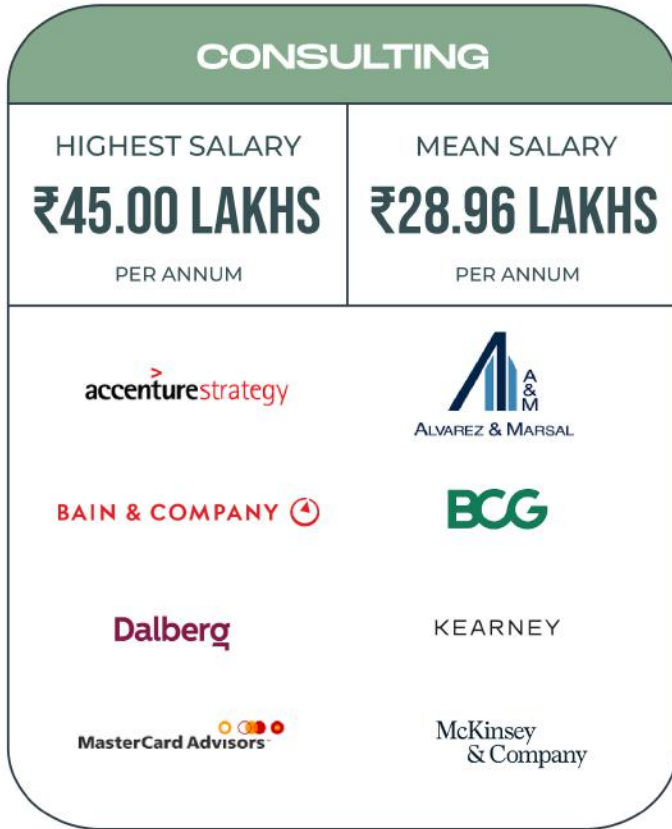 CONSULTING
HIGHEST SALARY
₹45.00 LAKHS
PER ANNUM
MEAN SALARY
₹28.96 LAKHS
PER ANNUM
accenturestrategy
A&M
ALVAREZ & MARSAL
BAIN & COMPANY
BCG
Dalberg
KEARNEY
MasterCard Advisors
McKinsey
& Company